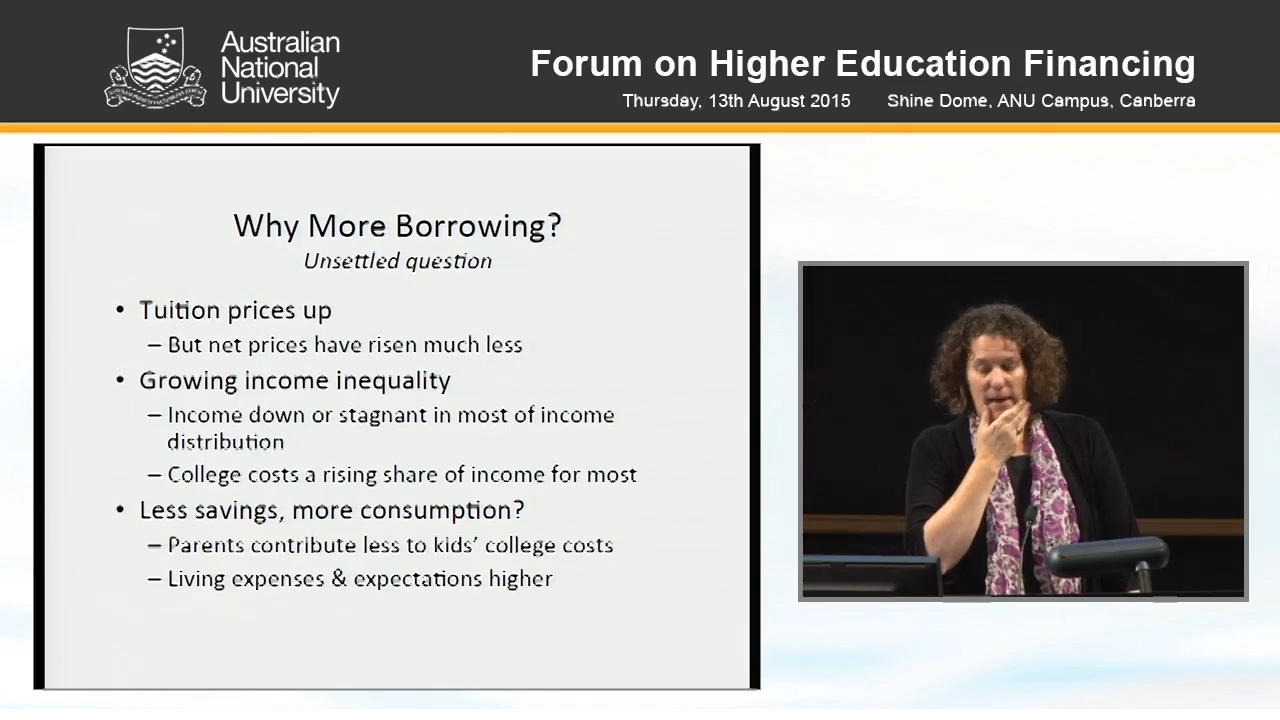 Australian
National
University
Forum on Higher Education Financing
Thursday, 13th August 2015 Shine Dome, ANU Campus, Canberra
Why More Borrowing?
Unsettled question
• Tuition prices up
– But net prices have risen much less
• Growing income inequality
– Income down or stagnant in most of income
distribution
– College costs a rising share of income for most
• Less savings, more consumption?
– Parents contribute less to kids’ college costs
– Living expenses & expectations higher